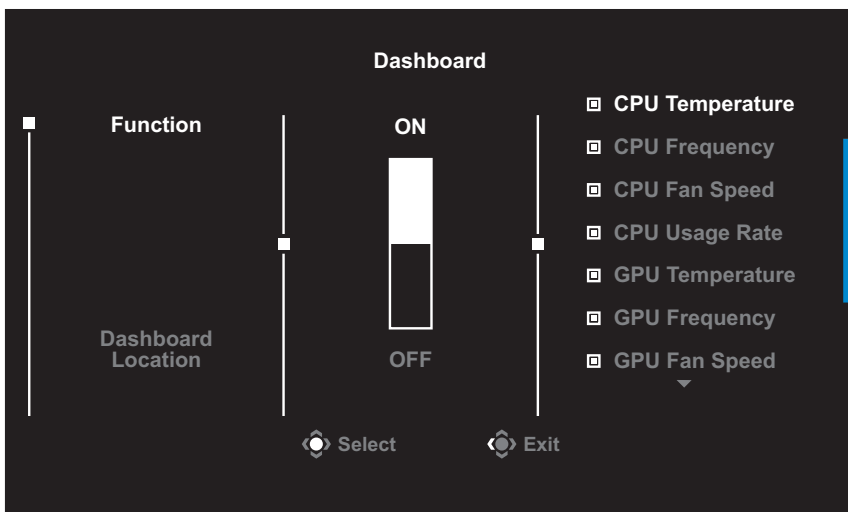 Dashboard
Function
Dashboard
Location
ON
OFF
CPU Temperature
CPU Frequency
CPU Fan Speed
CPU Usage Rate
GPU Temperature
GPU Frequency
GPU Fan Speed
Select
Exit